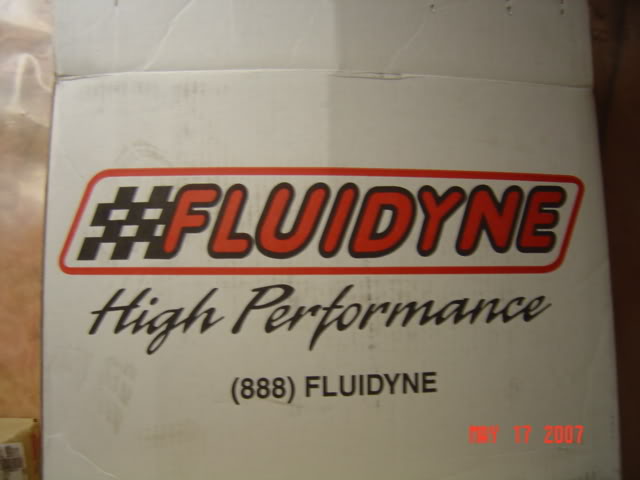 FLUIDYNE
High Performance
(888) FLUIDYNE
MAY 17 2007